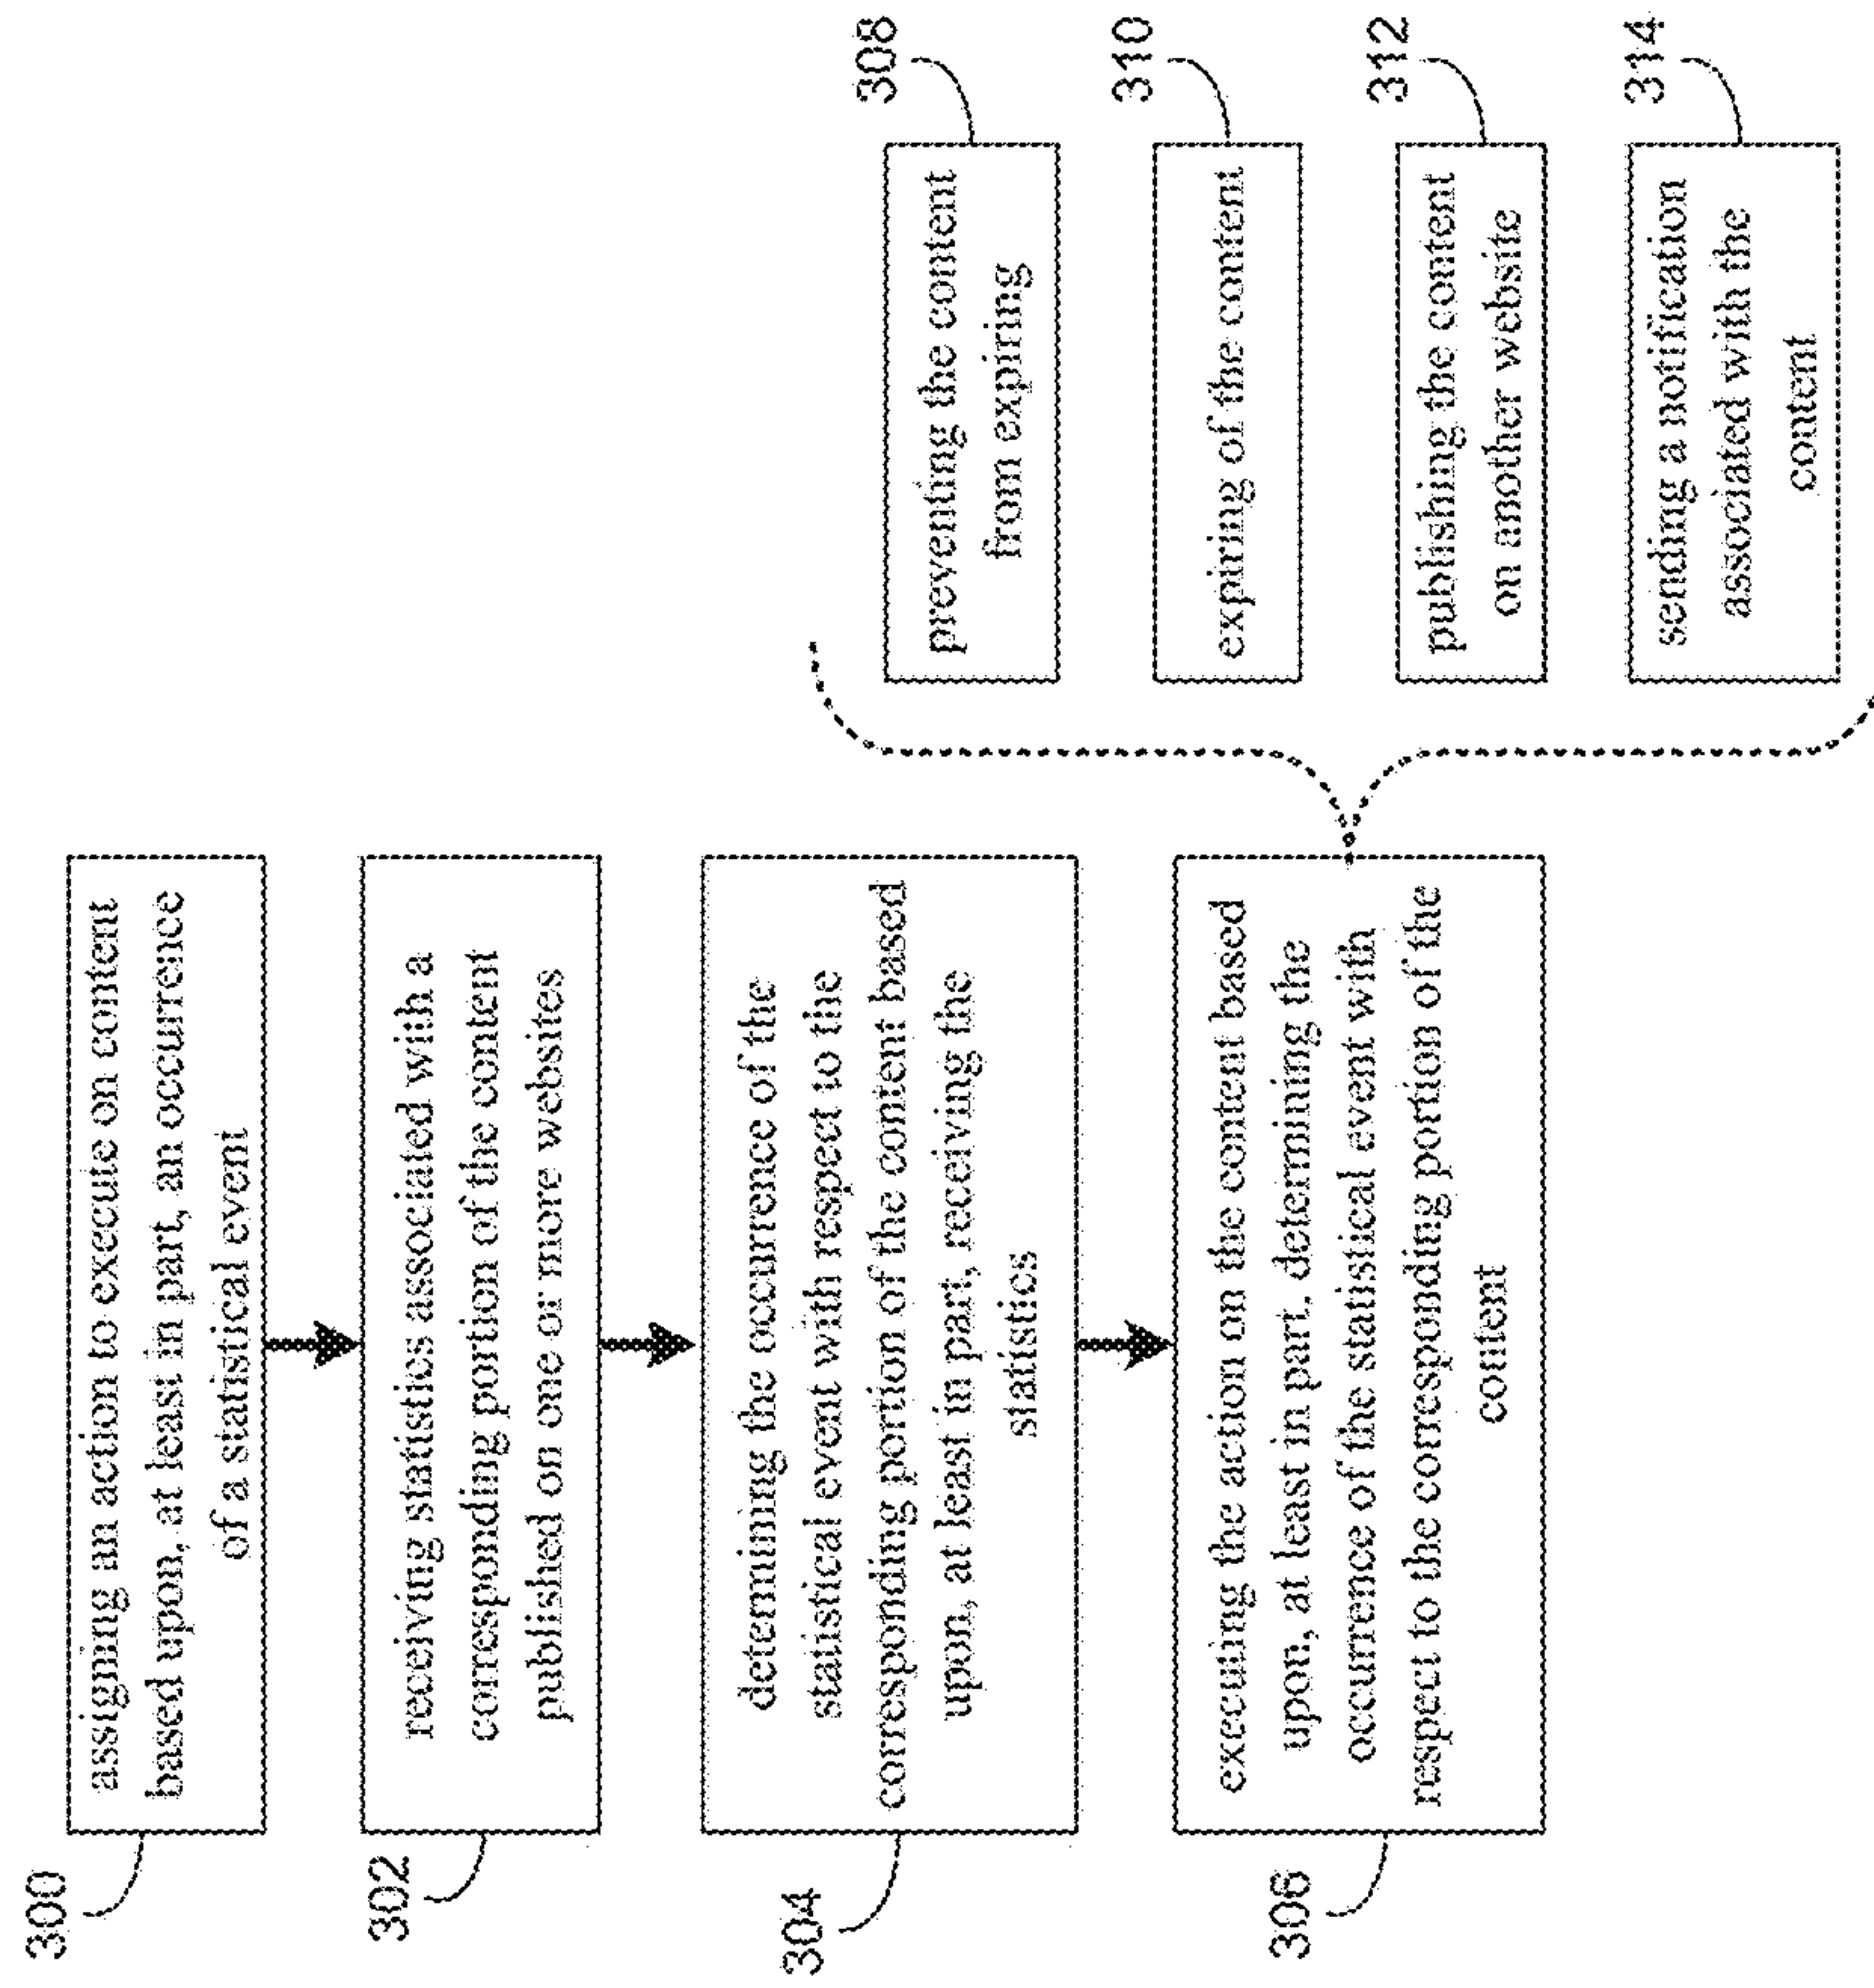 300
assigning an action to execute on content
based upon, at least in part, an occurrence
of a statistical event
302
receiving statistics associated with a
corresponding portion of the content
published on one or more websites
304
determining the occurrence of the
statistical event with respect to the
corresponding portion of the content based
upon, at least in part, receiving the
statistics
306
executing the action on the content based
upon, at least in part, determining the
occurrence of the statistical event with
respect to the corresponding portion of the
content
308
preventing the content
from expiring
310
expiring of the content
312
publishing the content
on another website
314
sending a notification
associated with the
content